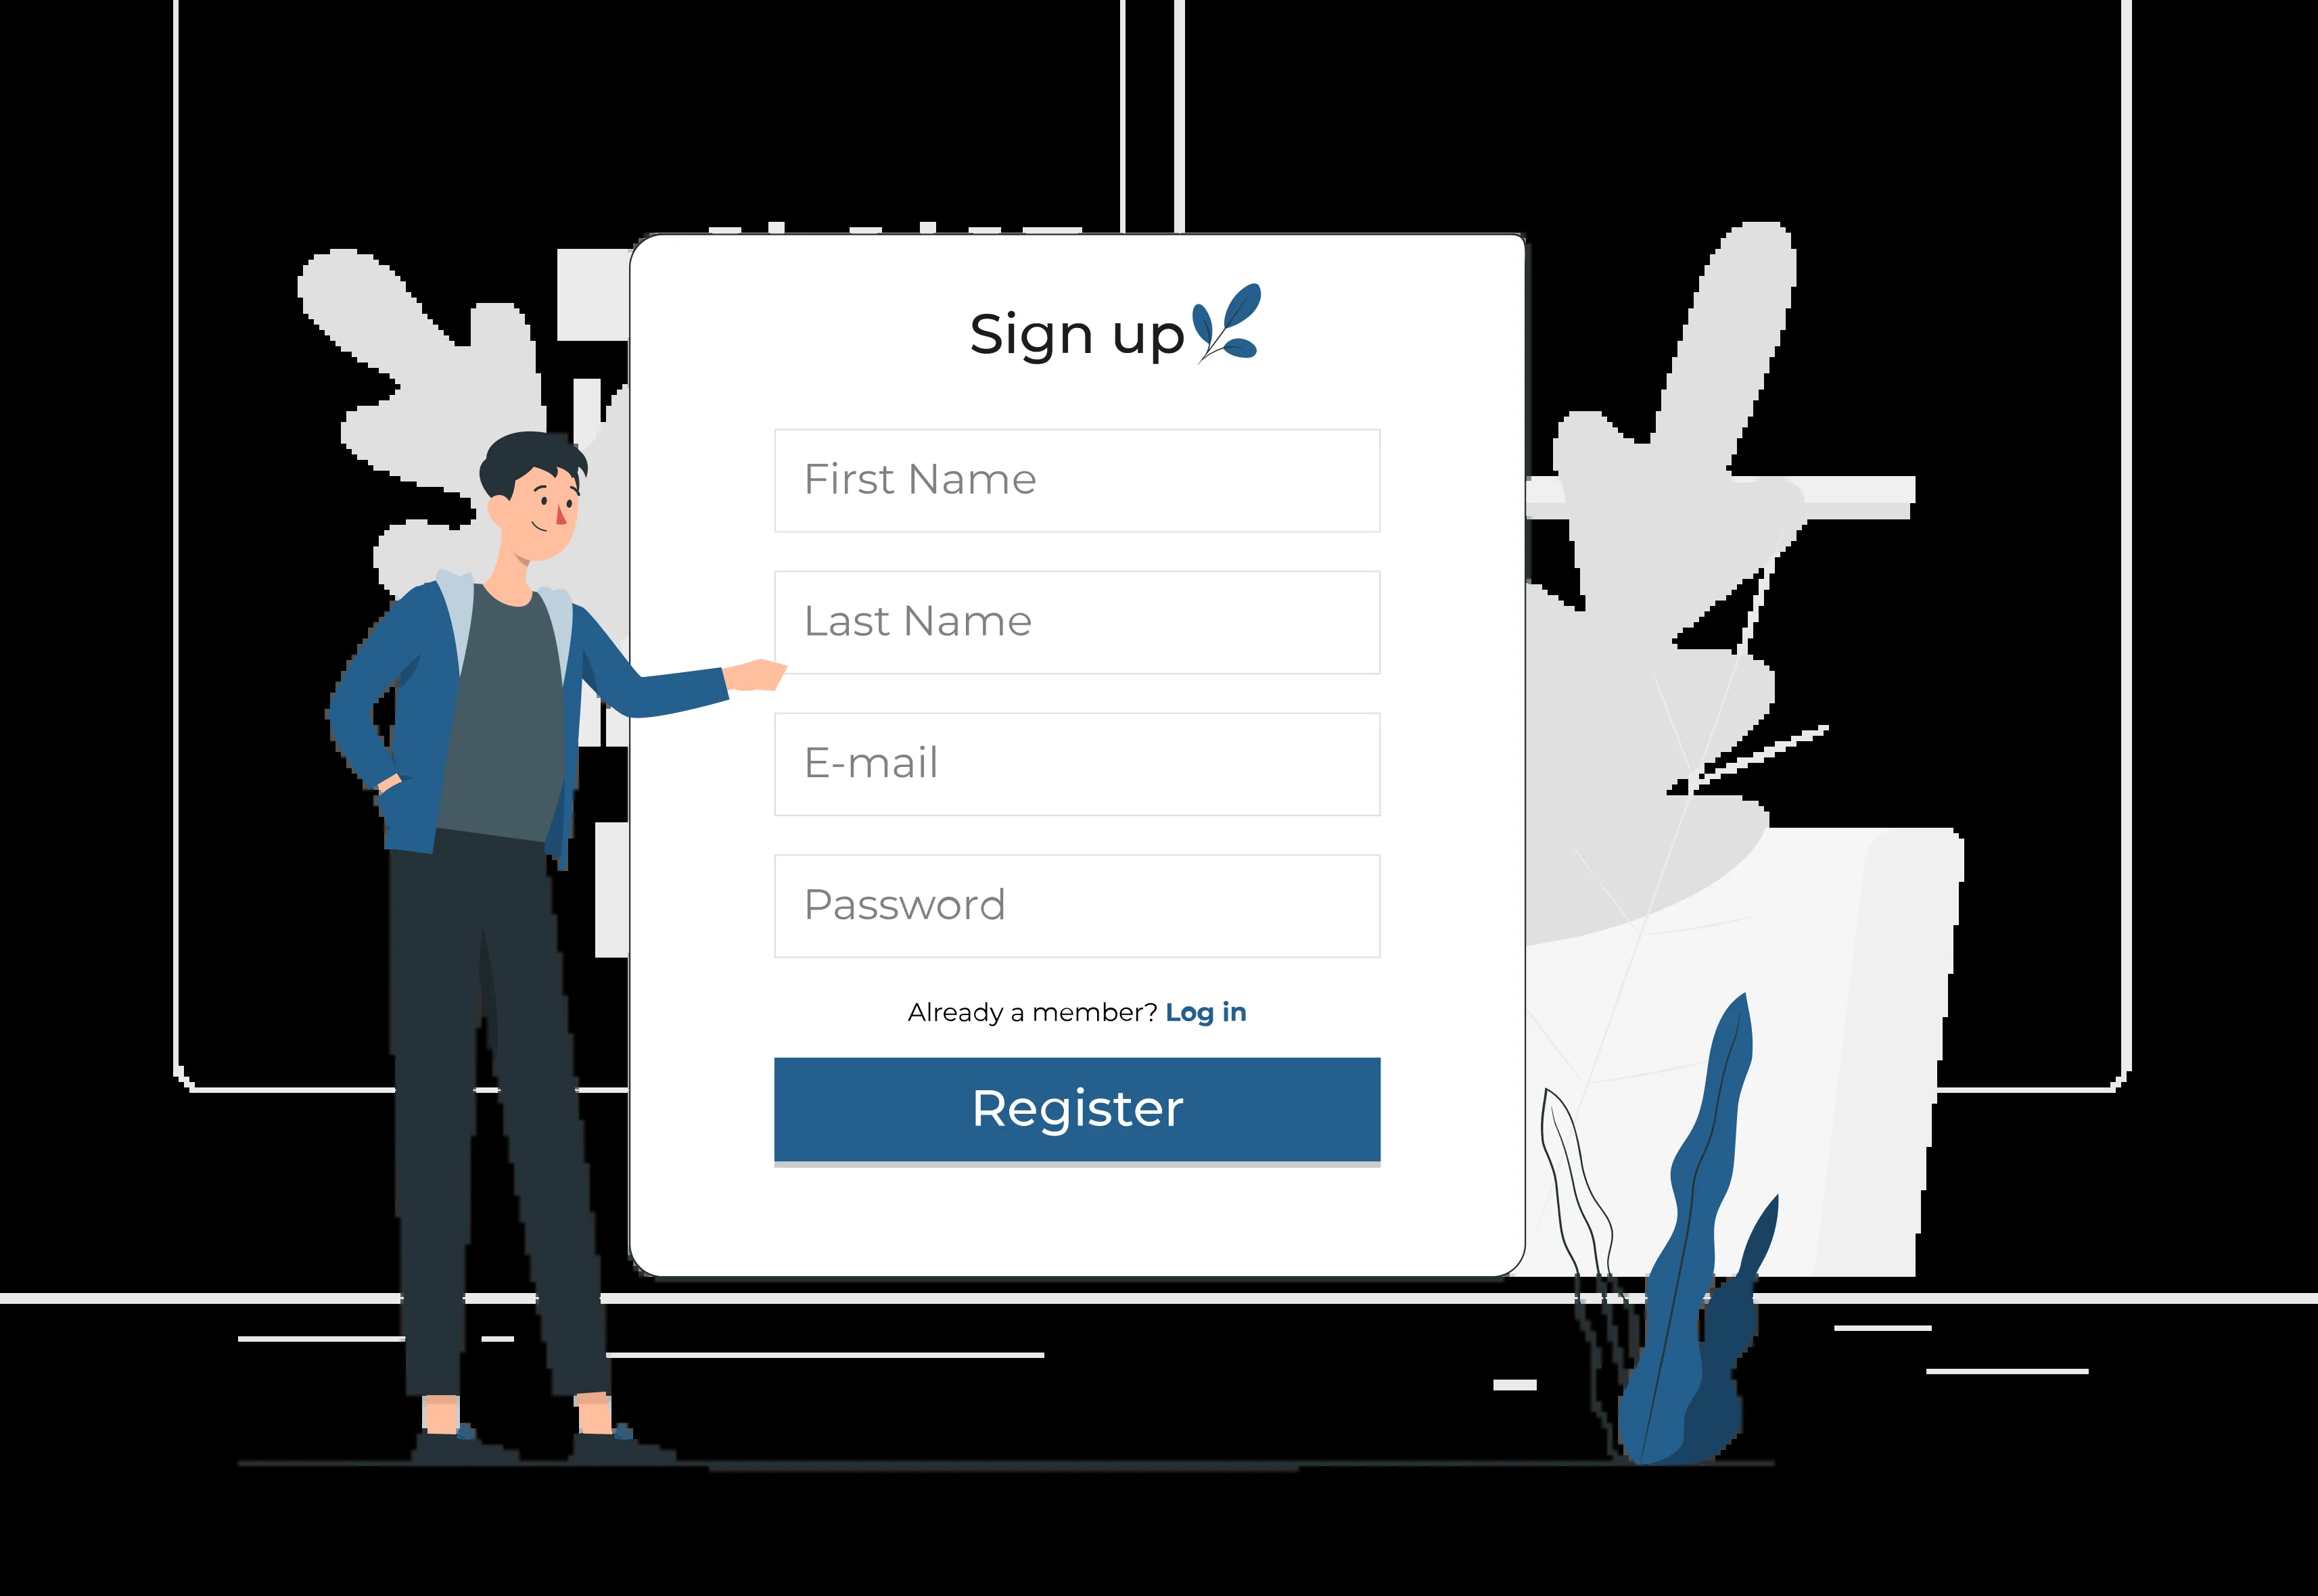 Sign up
First Name
Last Name
E-mail
Password
Already a member? Log in
Register